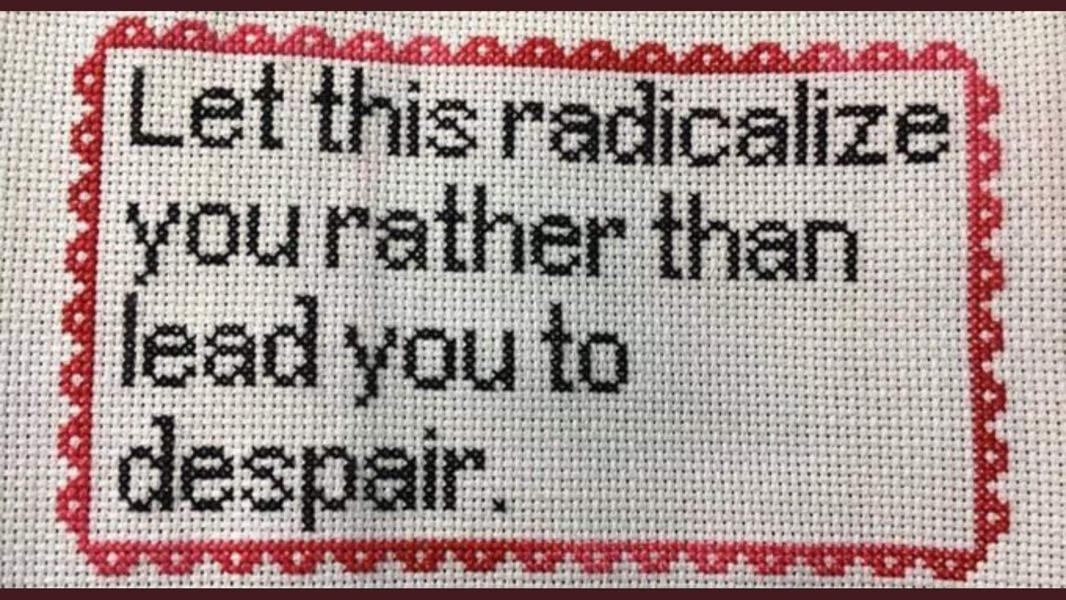 Let this radicalize
you rather than
lead you to
despair.